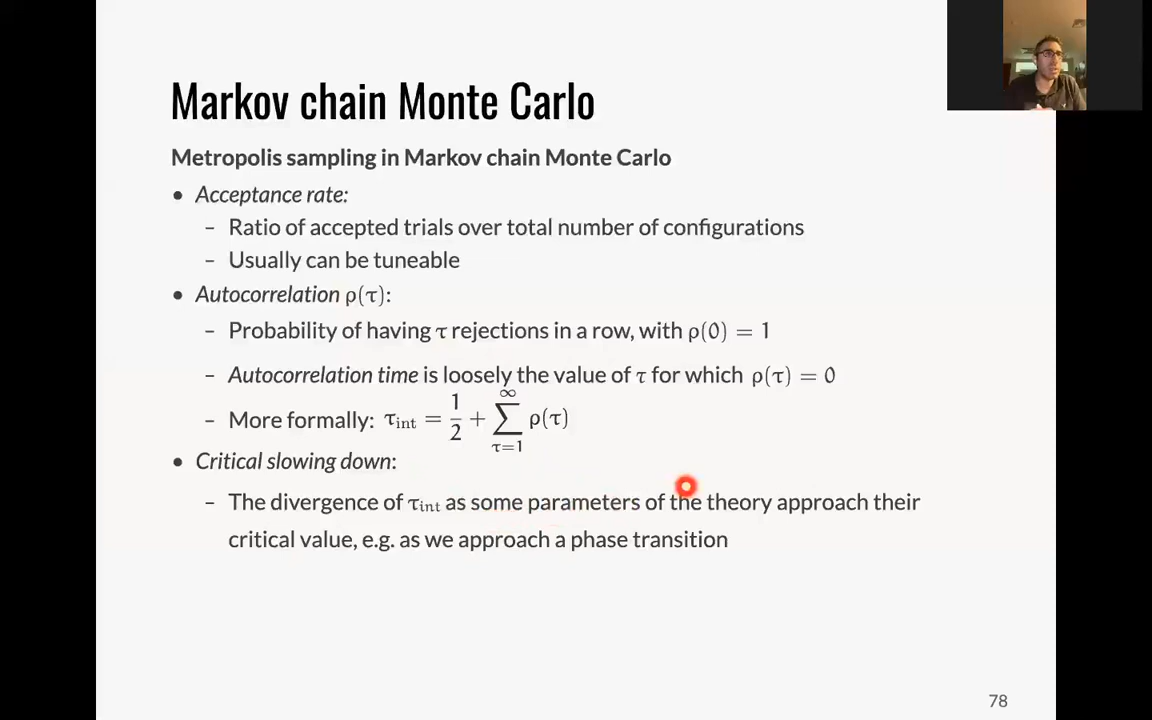 Markov chain Monte Carlo
Metropolis sampling in Markov chain Monte Carlo
• Acceptance rate:
– Ratio of accepted trials over total number of configurations
– Usually can be tuneable
• Autocorrelation ρ(τ):
– Probability of having τ rejections in a row, with ρ(0) = 1
– Autocorrelation time is loosely the value of τ for which ρ(τ) = 0
– More formally: τ_int = 1/2 + ∑_{τ=1}^{∞} ρ(τ)
• Critical slowing down:
– The divergence of τ_int as some parameters of the theory approach their
critical value, e.g. as we approach a phase transition
78